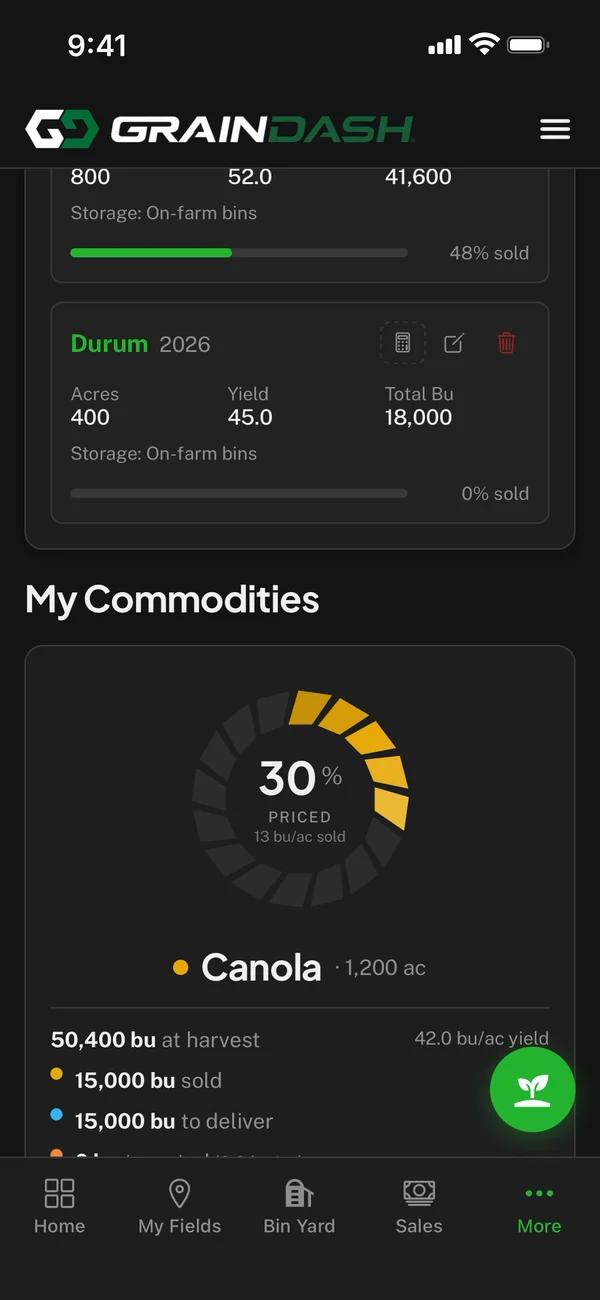 9:41
GRAINDASH
800 52.0 41,600
Storage: On-farm bins
48% sold
Durum 2026
Acres Yield Total Bu
400 45.0 18,000
Storage: On-farm bins
0% sold
My Commodities
30 %
PRICED
13 bu/ac sold
Canola · 1,200 ac
50,400 bu at harvest 42.0 bu/ac yield
15,000 bu sold
15,000 bu to deliver
Home My Fields Bin Yard Sales More